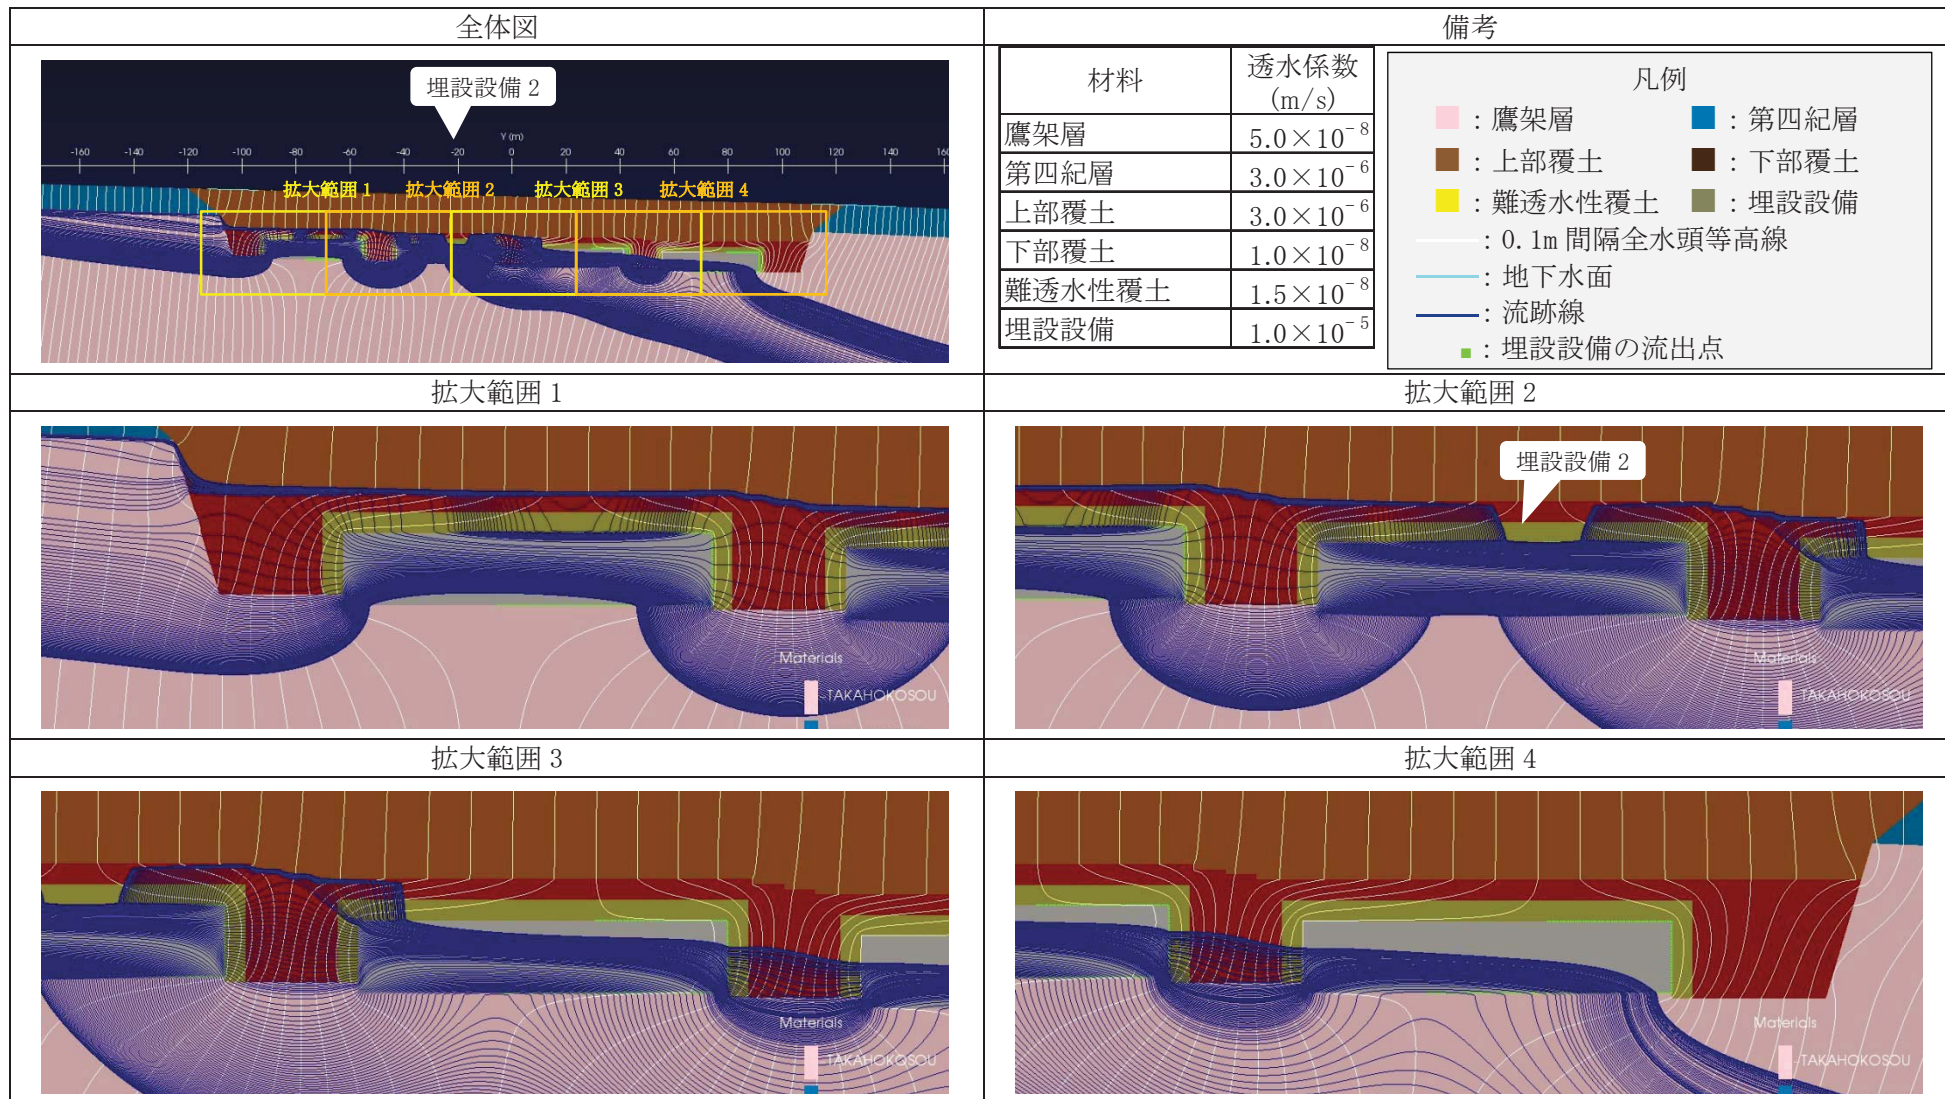 全体図
備考
埋設設備 2
Y (m)
-160 -140 -120 -100 -80 -60 -40 -20 0 20 40 60 80 100 120 140 160
拡大範囲 1 拡大範囲 2 拡大範囲 3 拡大範囲 4
材料 透水係数
(m/s)
鷹架層 5.0×10⁻⁸
第四紀層 3.0×10⁻⁶
上部覆土 3.0×10⁻⁶
下部覆土 1.0×10⁻⁸
難透水性覆土 1.5×10⁻⁸
埋設設備 1.0×10⁻⁵
凡例
：鷹架層 ：第四紀層
：上部覆土 ：下部覆土
：難透水性覆土 ：埋設設備
：0.1m 間隔全水頭等高線
：地下水面
：流跡線
：埋設設備の流出点
拡大範囲 1
拡大範囲 2
Materials
TAKAHOKOSOU
埋設設備 2
Materials
TAKAHOKOSOU
拡大範囲 3
拡大範囲 4
Materials
TAKAHOKOSOU
Materials
TAKAHOKOSOU